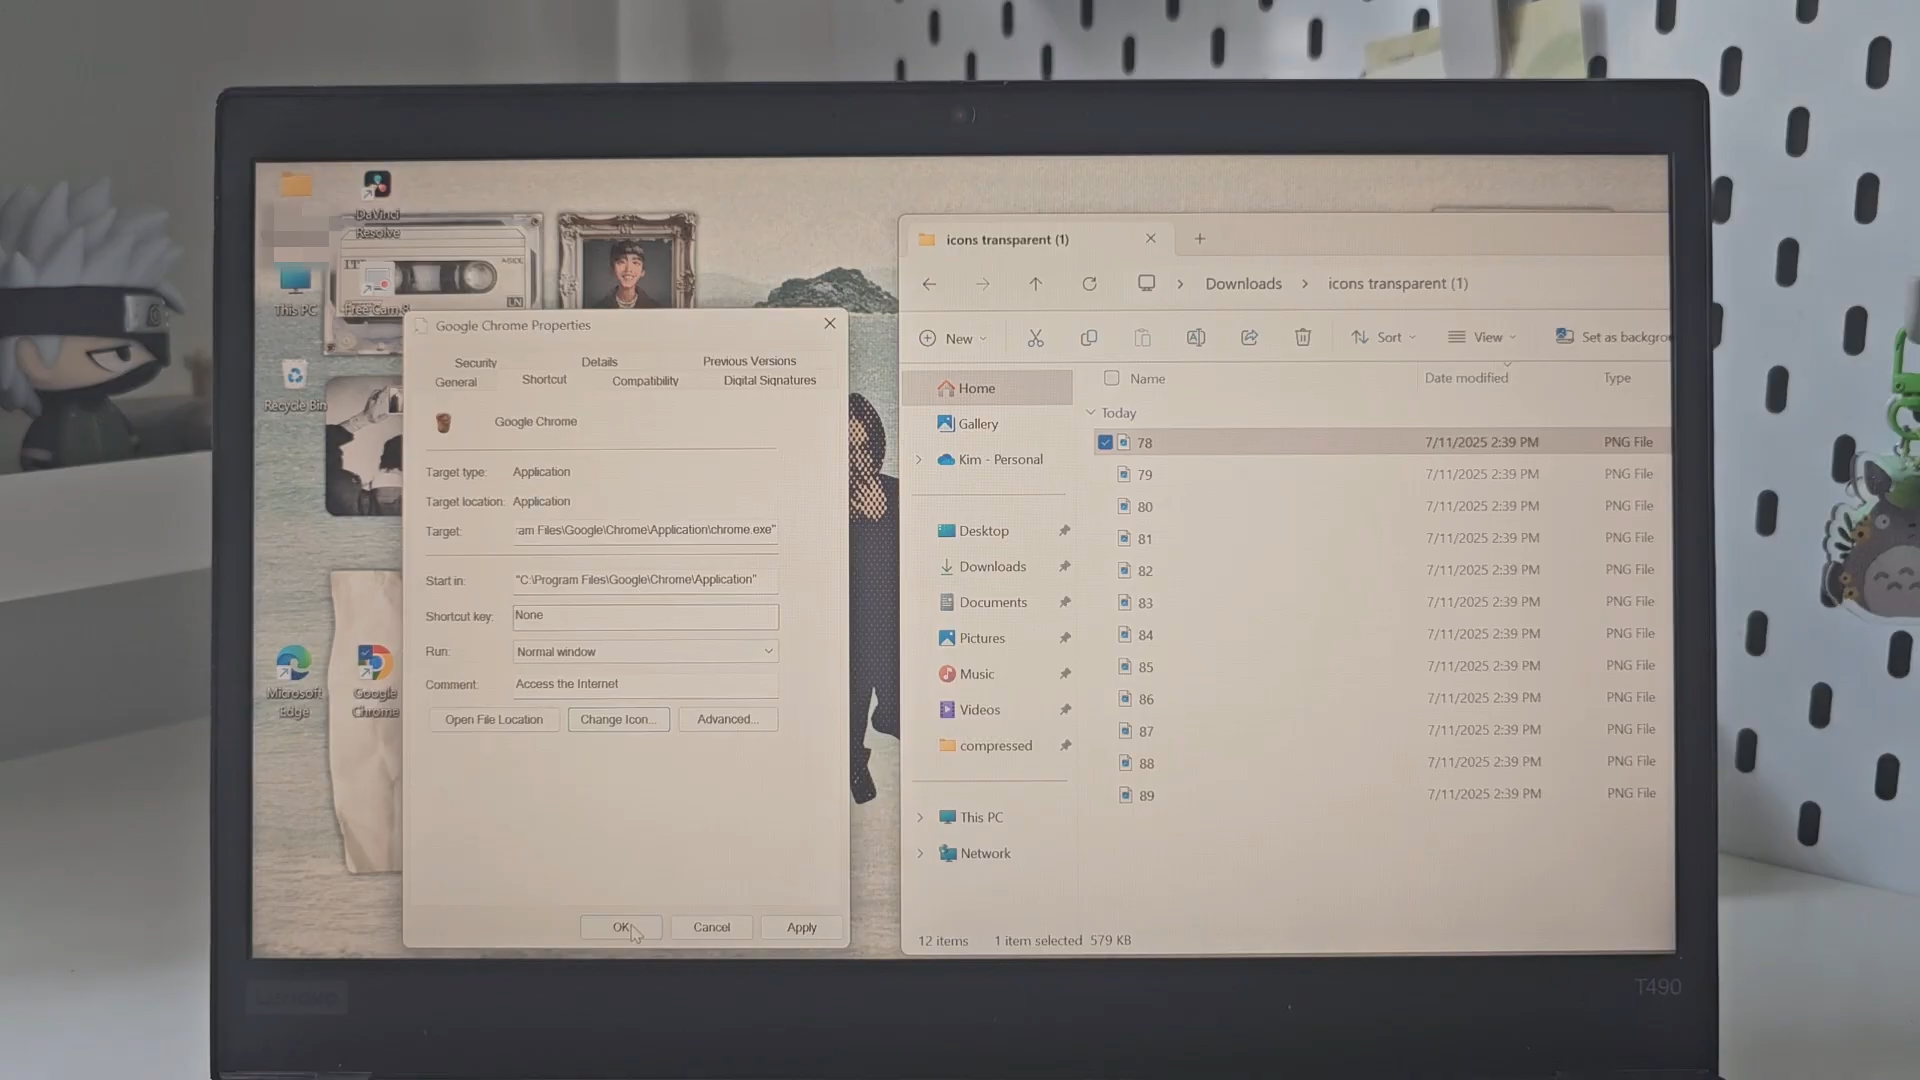 DaVinci
Resolve
This PC
Free Cam 8
Recycle Bin
Microsoft
Edge
Google
Chrome
A-SIDE
Google Chrome Properties
Security
Details
Previous Versions
General
Shortcut
Compatibility
Digital Signatures
Google Chrome
Target type: Application
Target location: Application
Target: ram Files\Google\Chrome\Application\chrome.exe"
Start in: "C:\Program Files\Google\Chrome\Application"
Shortcut key: None
Run: Normal window
Comment: Access the Internet
Open File Location
Change Icon...
Advanced...
OK
Cancel
Apply
icons transparent (1)
Downloads > icons transparent (1)
New
Sort
View
Set as backgro
Home
Gallery
Kim - Personal
Desktop
Downloads
Documents
Pictures
Music
Videos
compressed
This PC
Network
Name Date modified Type
Today
78 7/11/2025 2:39 PM PNG File
79 7/11/2025 2:39 PM PNG File
80 7/11/2025 2:39 PM PNG File
81 7/11/2025 2:39 PM PNG File
82 7/11/2025 2:39 PM PNG File
83 7/11/2025 2:39 PM PNG File
84 7/11/2025 2:39 PM PNG File
85 7/11/2025 2:39 PM PNG File
86 7/11/2025 2:39 PM PNG File
87 7/11/2025 2:39 PM PNG File
88 7/11/2025 2:39 PM PNG File
89 7/11/2025 2:39 PM PNG File
12 items 1 item selected 579 KB
Lenovo
T490